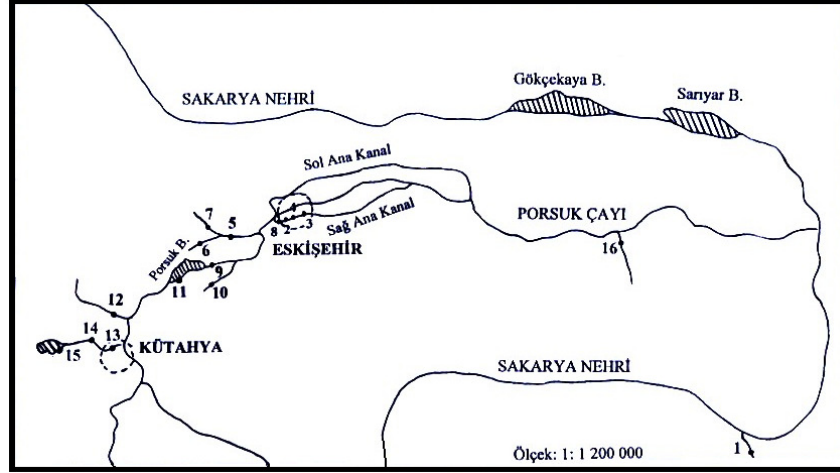 Gökçekaya B.
Sarıyar B.
SAKARYA NEHRİ
Sol Ana Kanal
7
5
4
8
2
3
Sağ Ana Kanal
PORSUK ÇAYI
6
ESKİŞEHİR
16
Porsuk B.
9
11
10
12
14
13
15
KÜTAHYA
SAKARYA NEHRİ
Ölçek: 1: 1 200 000
1